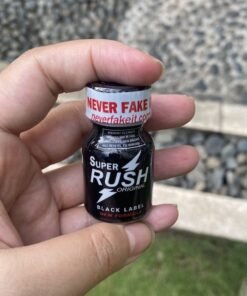 NEVER FAKE I
neverfakeit.com
SUPER
RUSH
ORIGINAL
BLACK LABEL